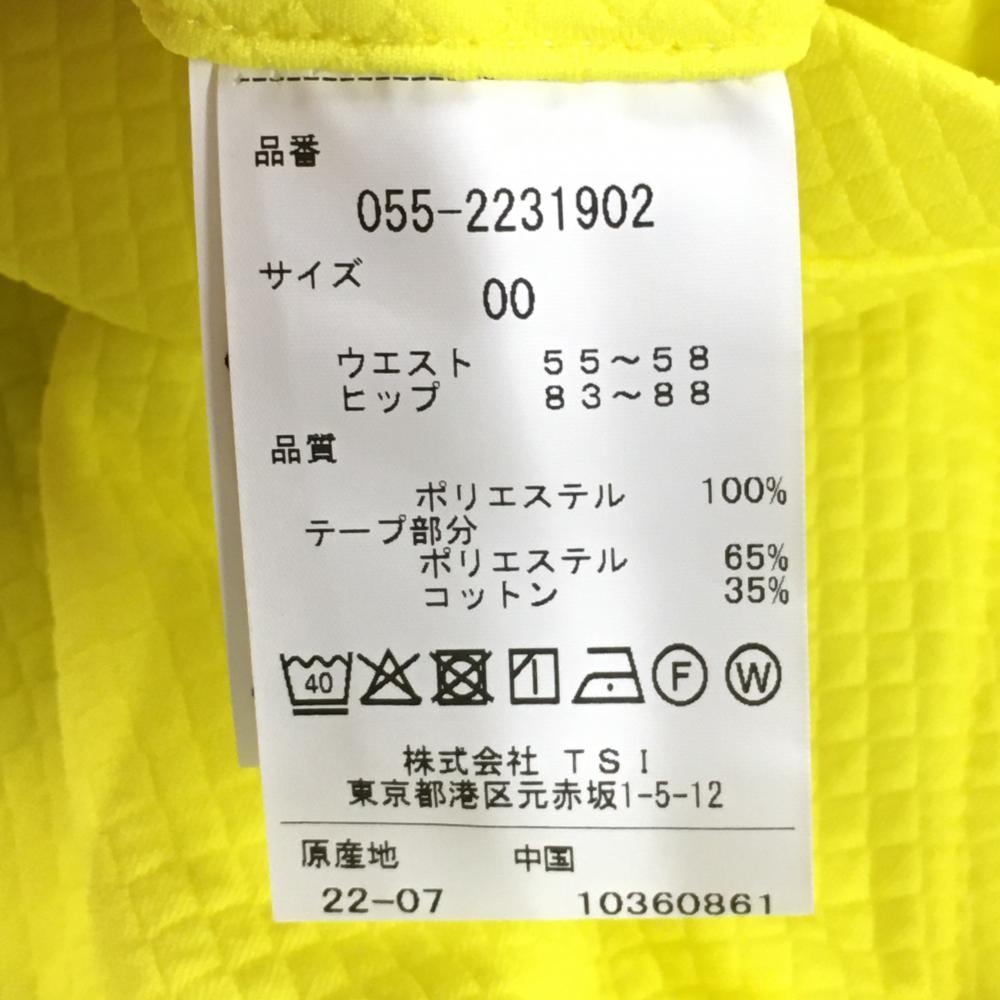 品番
055-2231902
サイズ
00
ウエスト 55~58
ヒップ 83~88
品質
ポリエステル 100%
テープ部分
ポリエステル 65%
コットン 35%
40 F W
株式会社 TSI
東京都港区元赤坂1-5-12
原産地 中国
22-07 10360861